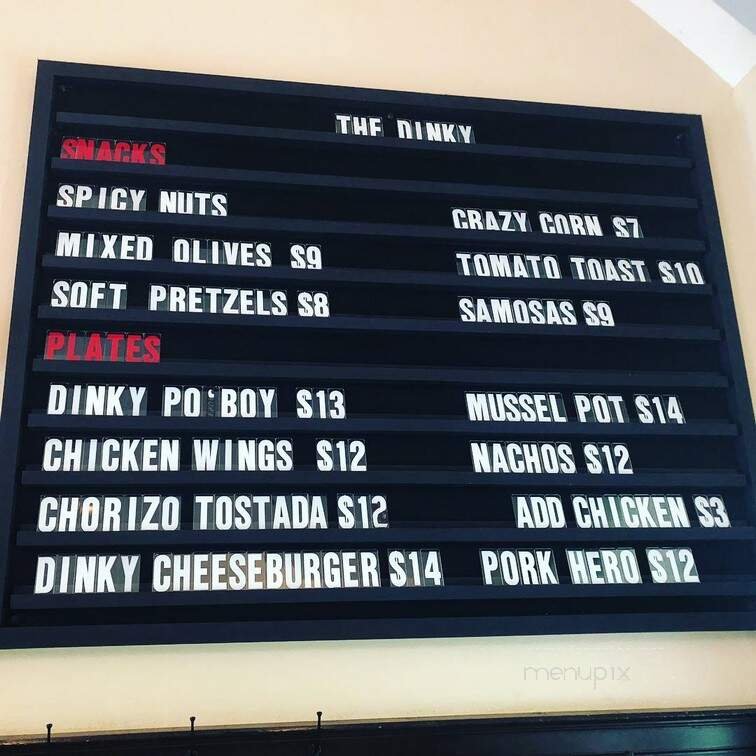 THE DINKY
SNACKS
SPICY NUTS
CRAZY CORN $7
MIXED OLIVES $9
TOMATO TOAST $10
SOFT PRETZELS $8
SAMOSAS $9
PLATES
DINKY PO'BOY $13
MUSSEL POT $14
CHICKEN WINGS $12
NACHOS $12
CHORIZO TOSTADA $12
ADD CHICKEN $3
DINKY CHEESEBURGER $14
PORK HERO $12
menupix